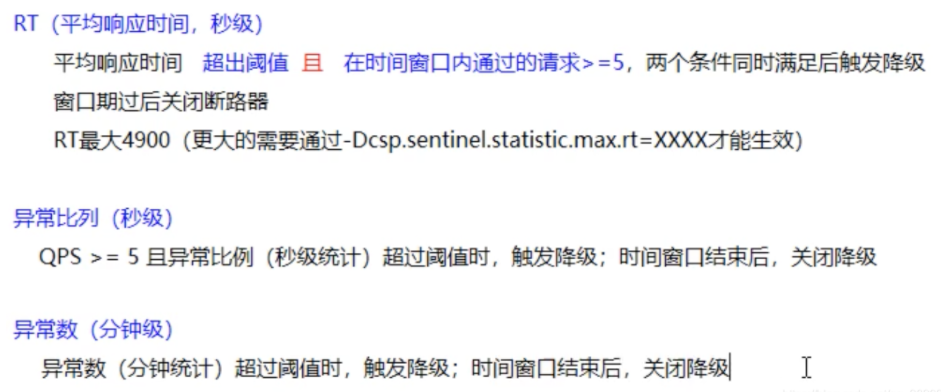 RT（平均响应时间，秒级）
平均响应时间 超出阈值 且 在时间窗口内通过的请求>=5，两个条件同时满足后触发降级
窗口期过后关闭断路器
RT最大4900（更大的需要通过-Dcsp.sentinel.statistic.max.rt=XXXX才能生效）
异常比列（秒级）
QPS >= 5 且异常比例（秒级统计）超过阈值时，触发降级；时间窗口结束后，关闭降级
异常数（分钟级）
异常数（分钟统计）超过阈值时，触发降级；时间窗口结束后，关闭降级